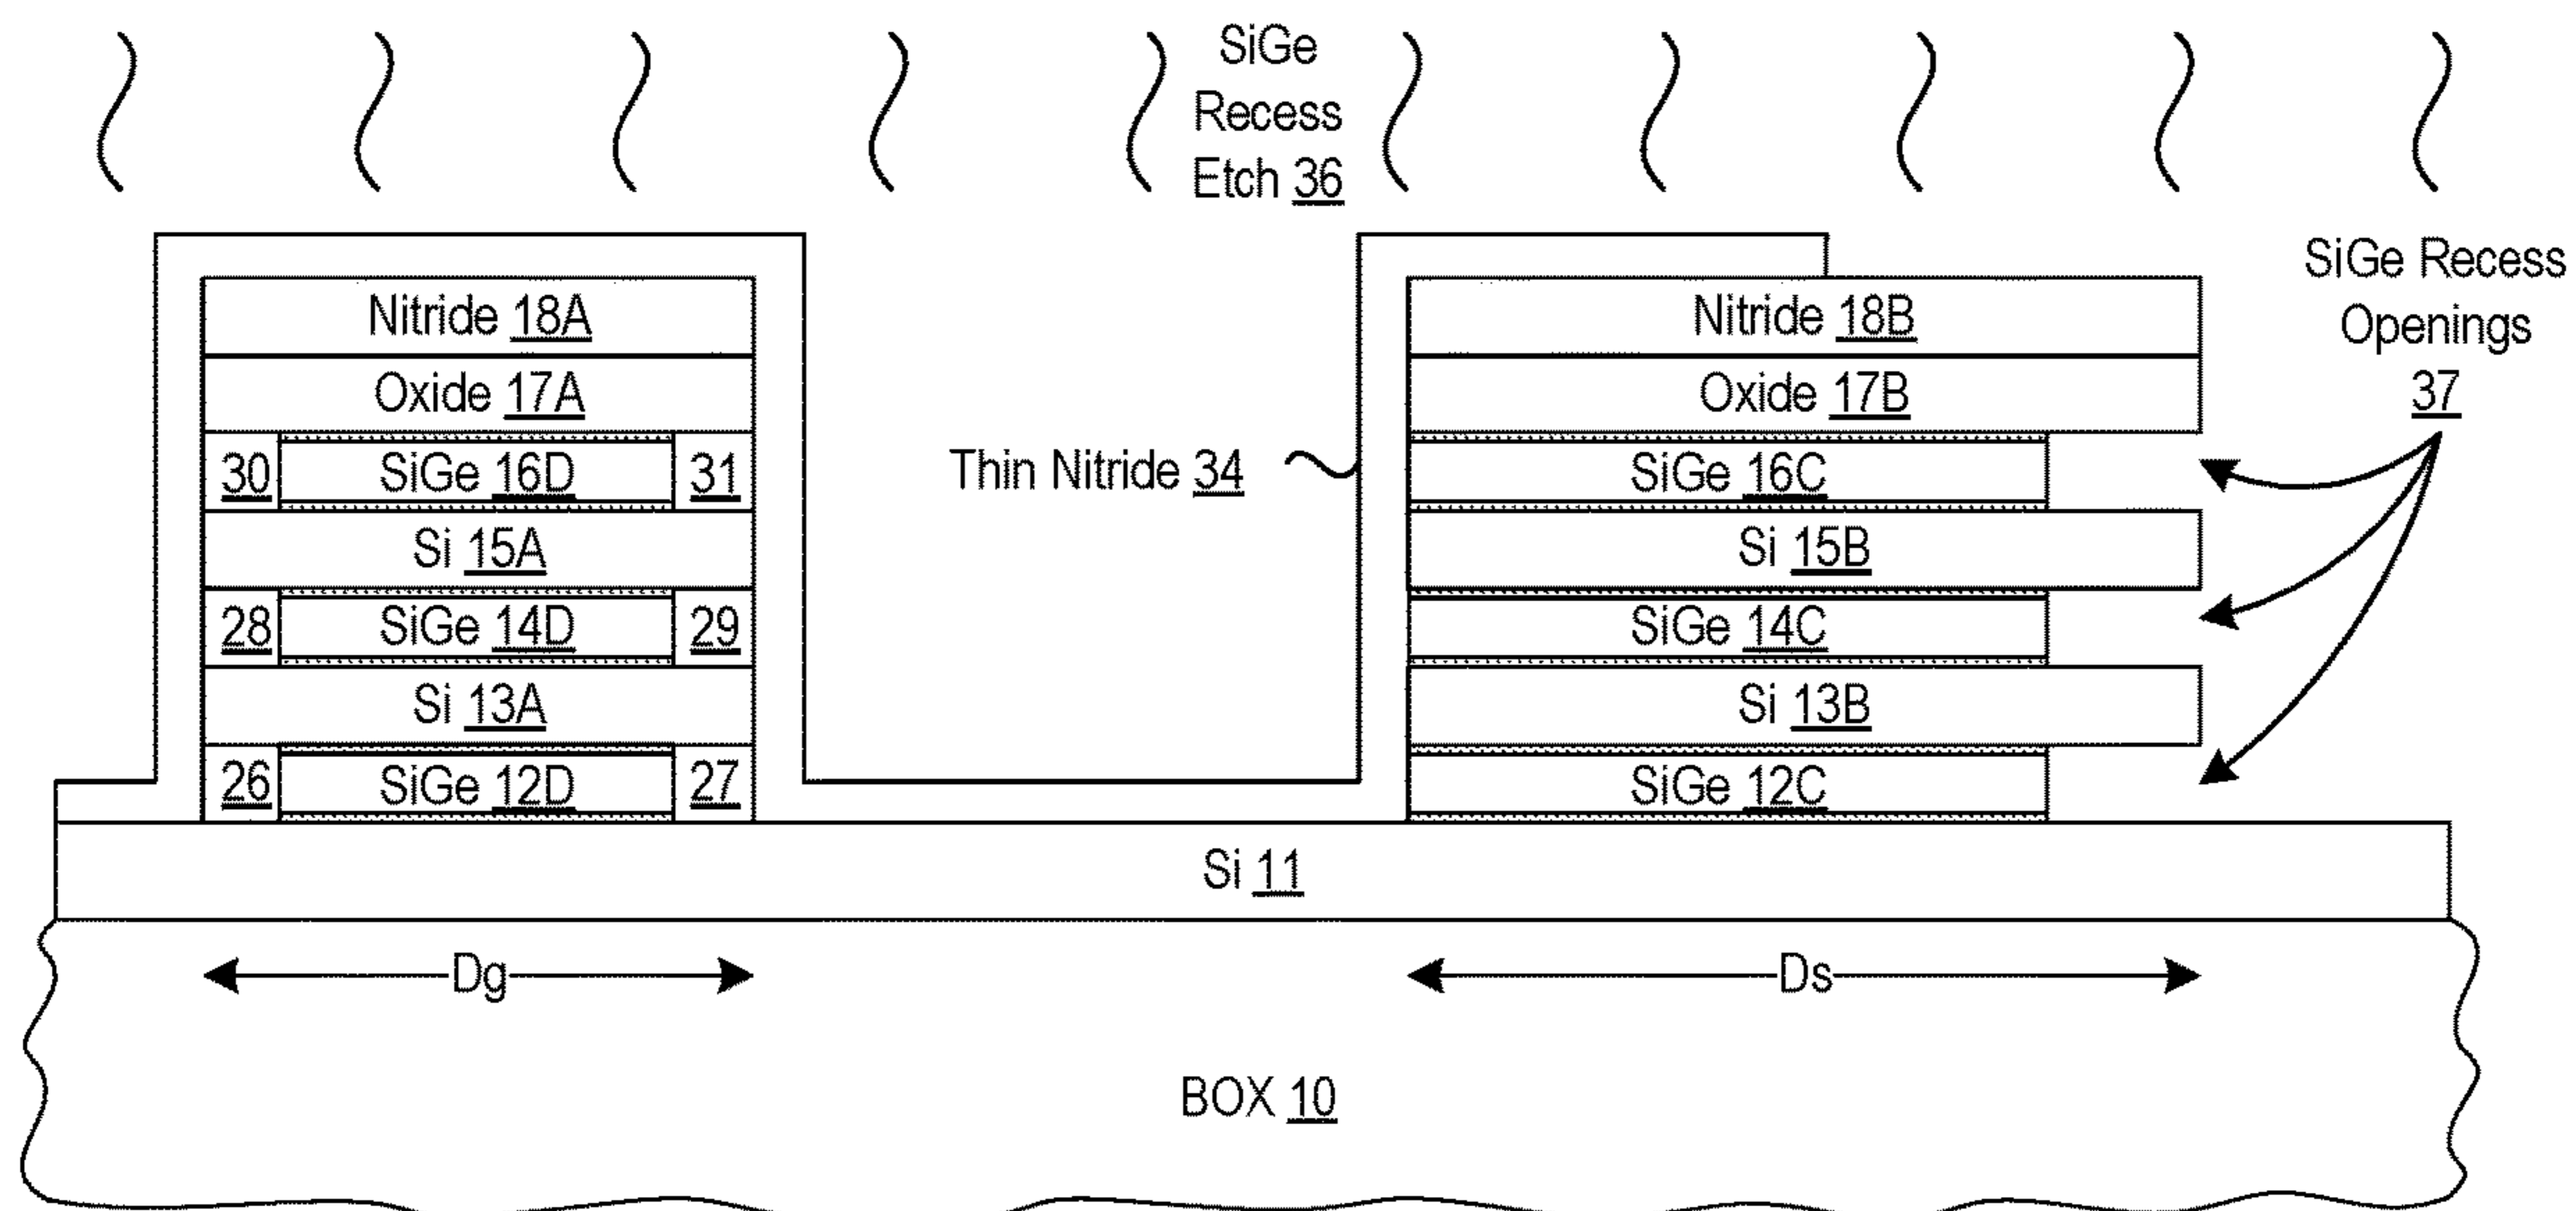 SiGe
Recess
Etch 36
SiGe Recess
Openings
37
Nitride 18A
Oxide 17A
30 SiGe 16D 31
Si 15A
28 SiGe 14D 29
Si 13A
26 SiGe 12D 27
Thin Nitride 34
Nitride 18B
Oxide 17B
SiGe 16C
Si 15B
SiGe 14C
Si 13B
SiGe 12C
Si 11
Dg
Ds
BOX 10